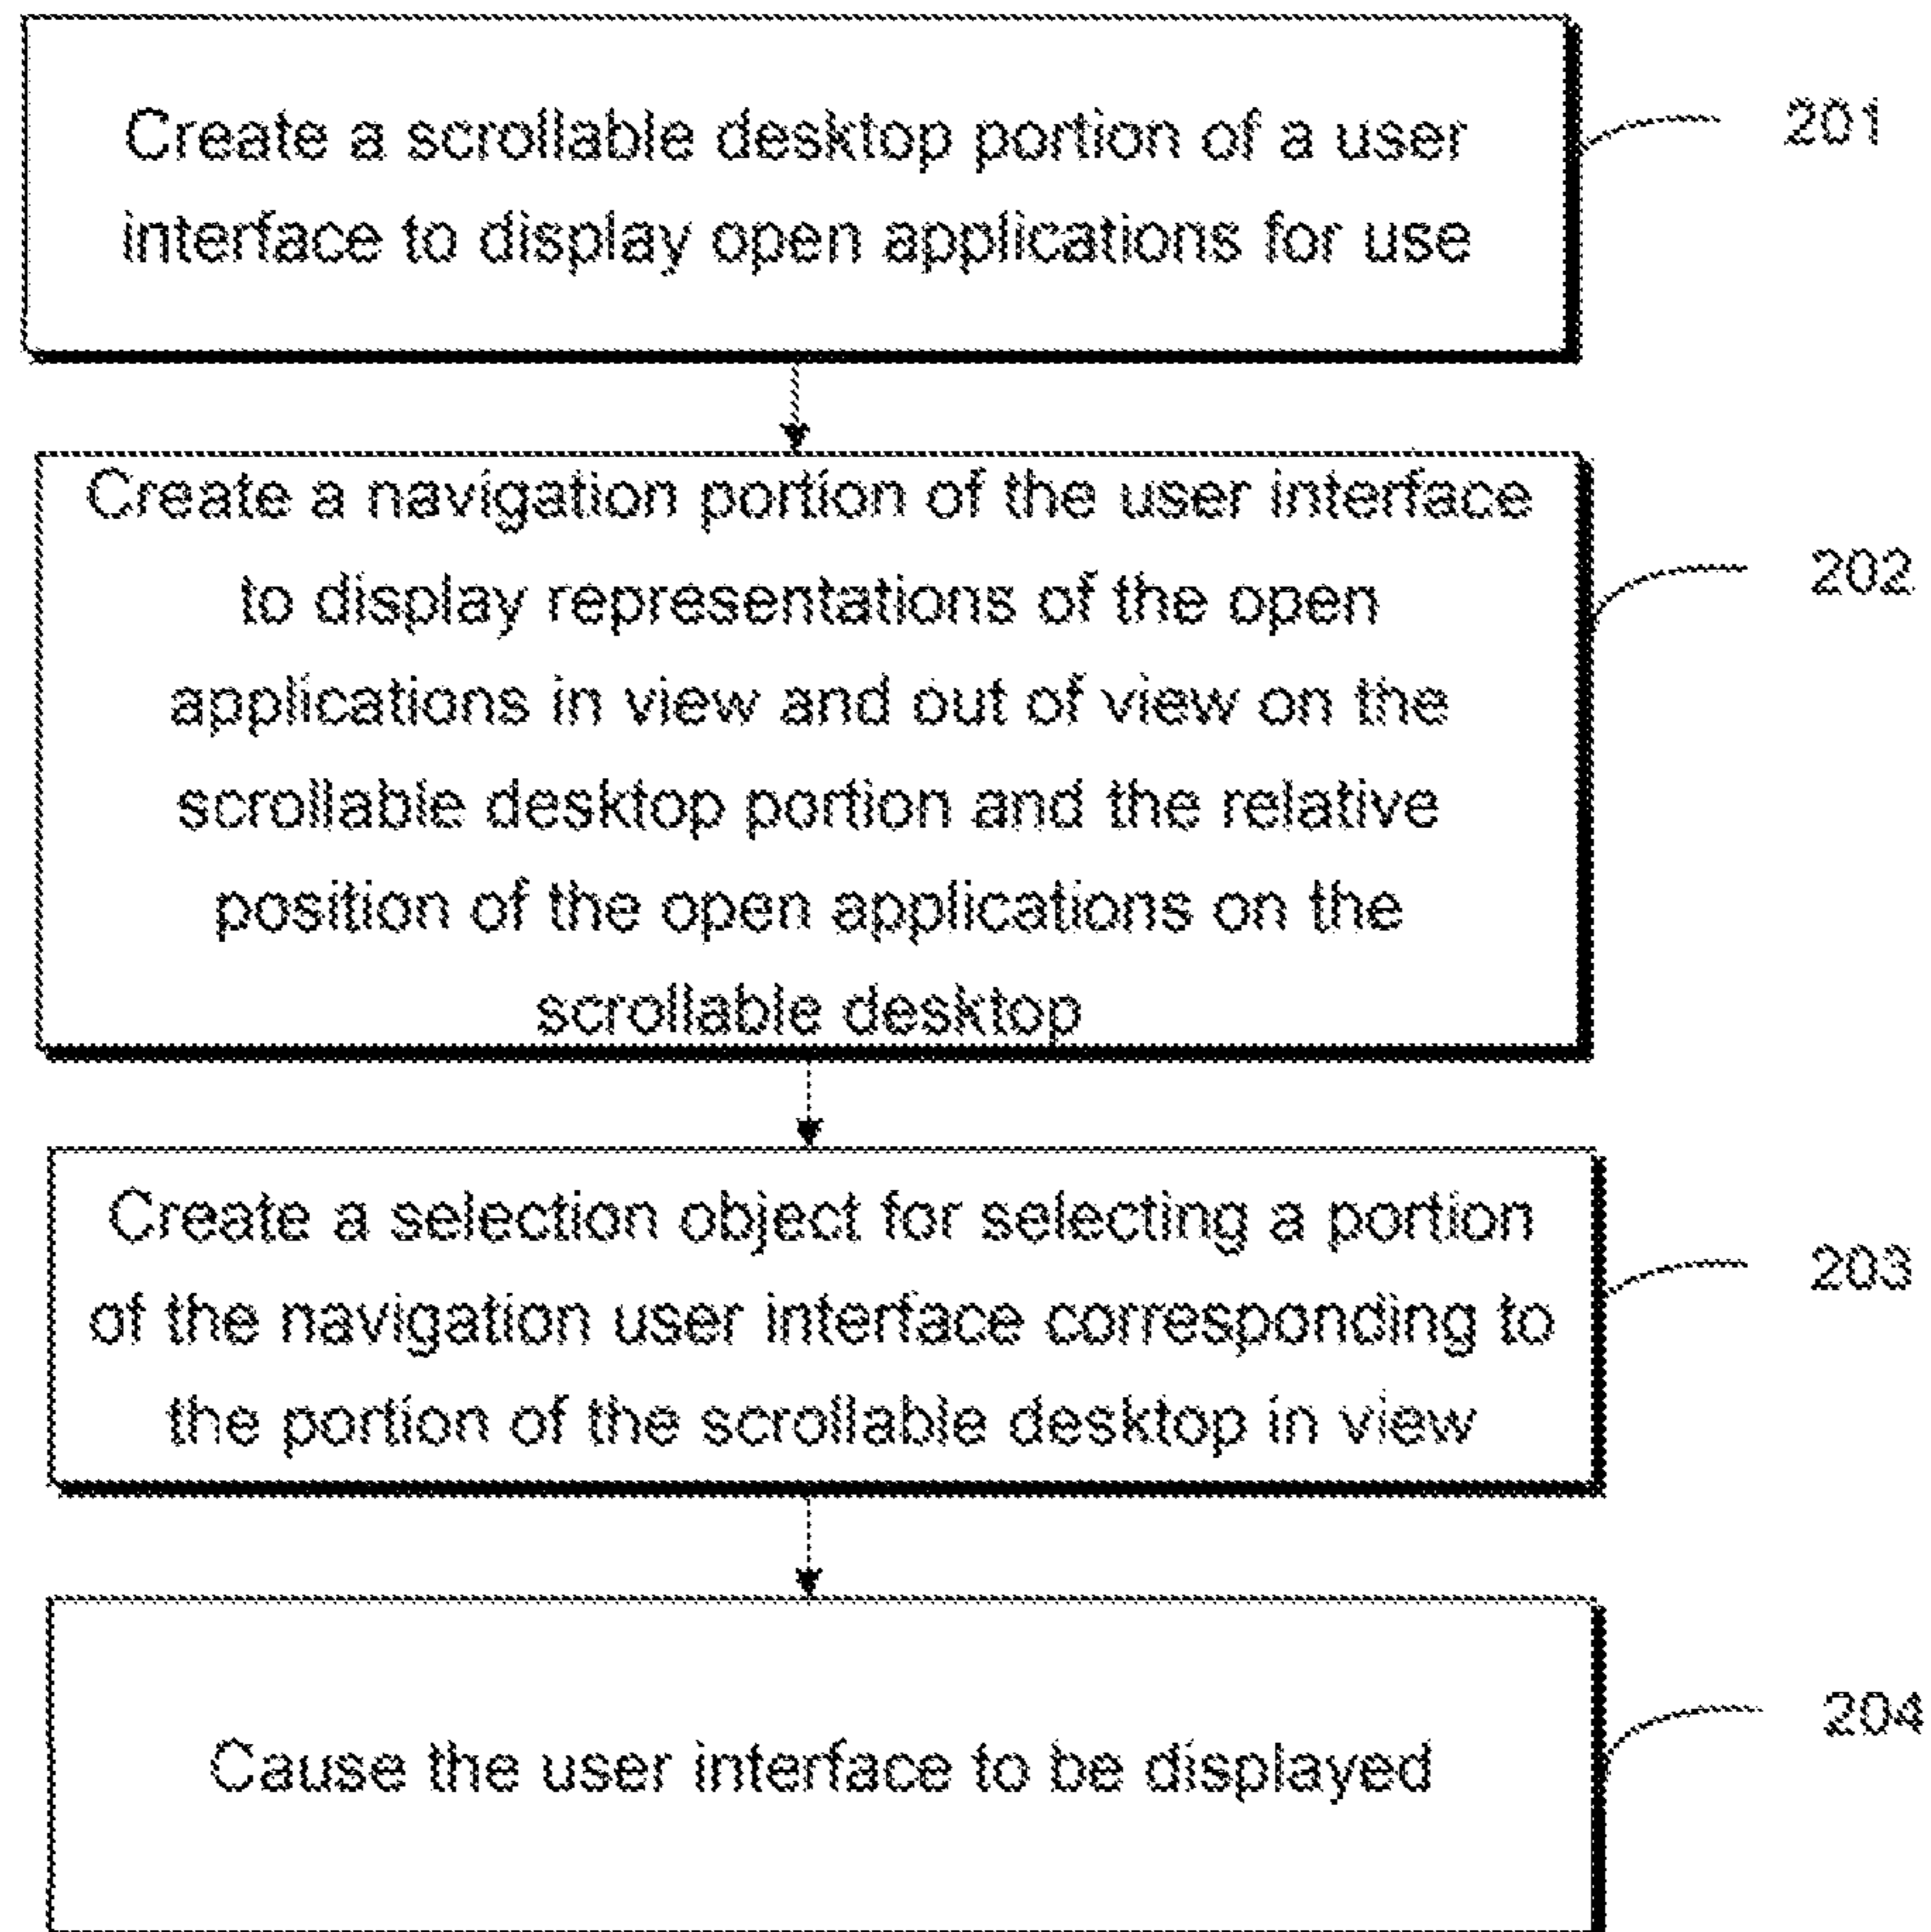 Create a scrollable desktop portion of a user
interface to display open applications for use
201
Create a navigation portion of the user interface
to display representations of the open
applications in view and out of view on the
scrollable desktop portion and the relative
position of the open applications on the
scrollable desktop
202
Create a selection object for selecting a portion
of the navigation user interface corresponding to
the portion of the scrollable desktop in view
203
Cause the user interface to be displayed
204